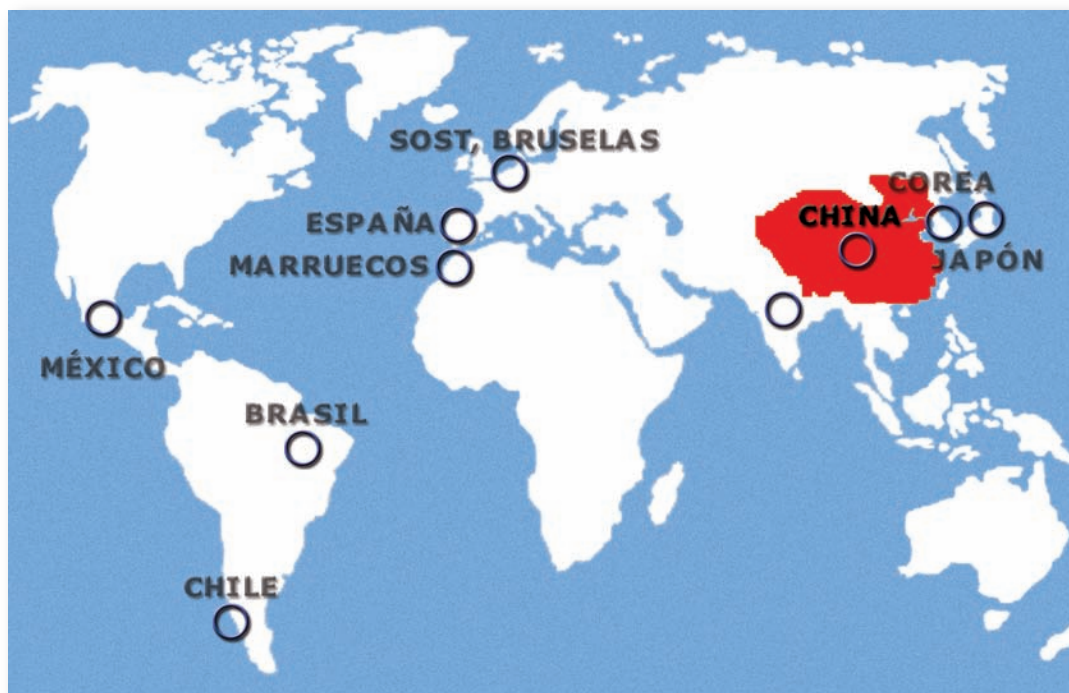 SOST, BRUSELAS
COREA
ESPAÑA
CHINA
MARRUECOS
JAPÓN
MÉXICO
BRASIL
CHILE